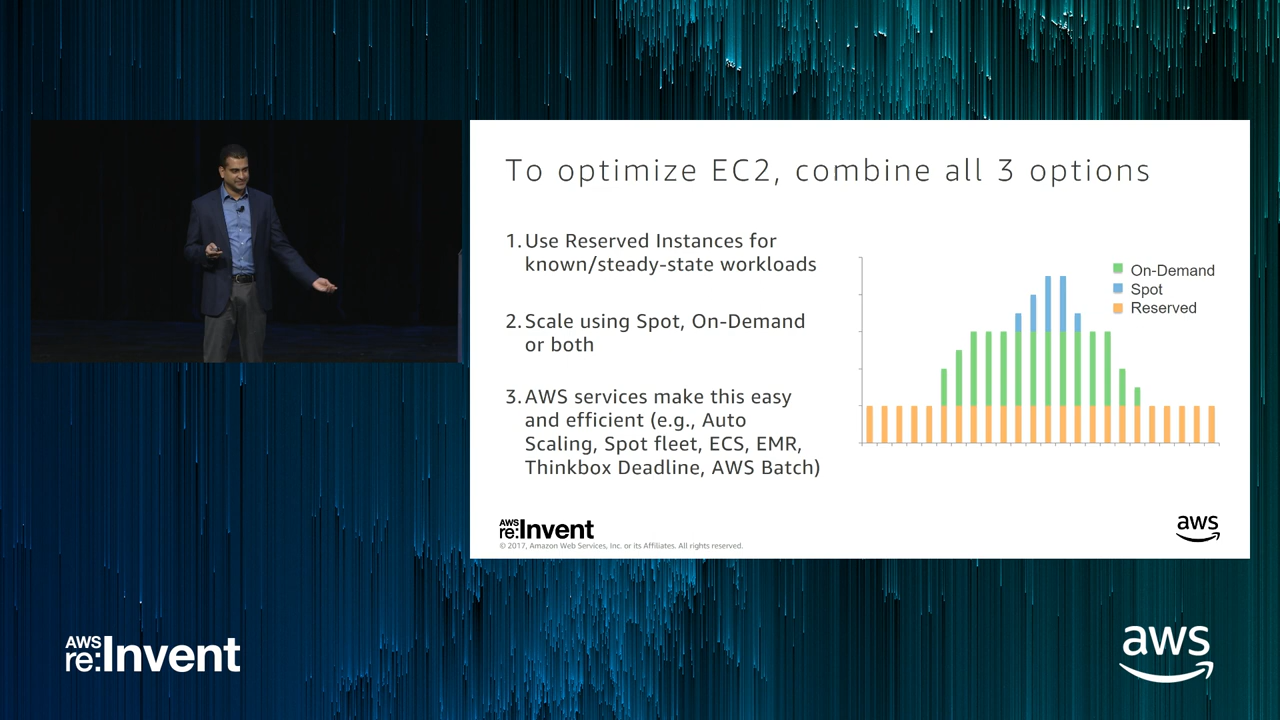 To optimize EC2, combine all 3 options
1. Use Reserved Instances for
known/steady-state workloads
2. Scale using Spot, On-Demand
or both
3. AWS services make this easy
and efficient (e.g., Auto
Scaling, Spot fleet, ECS, EMR,
Thinkbox Deadline, AWS Batch)
On-Demand
Spot
Reserved
AWS
re:Invent
© 2017, Amazon Web Services, Inc. or its Affiliates. All rights reserved.
aws
AWS
re:Invent
aws